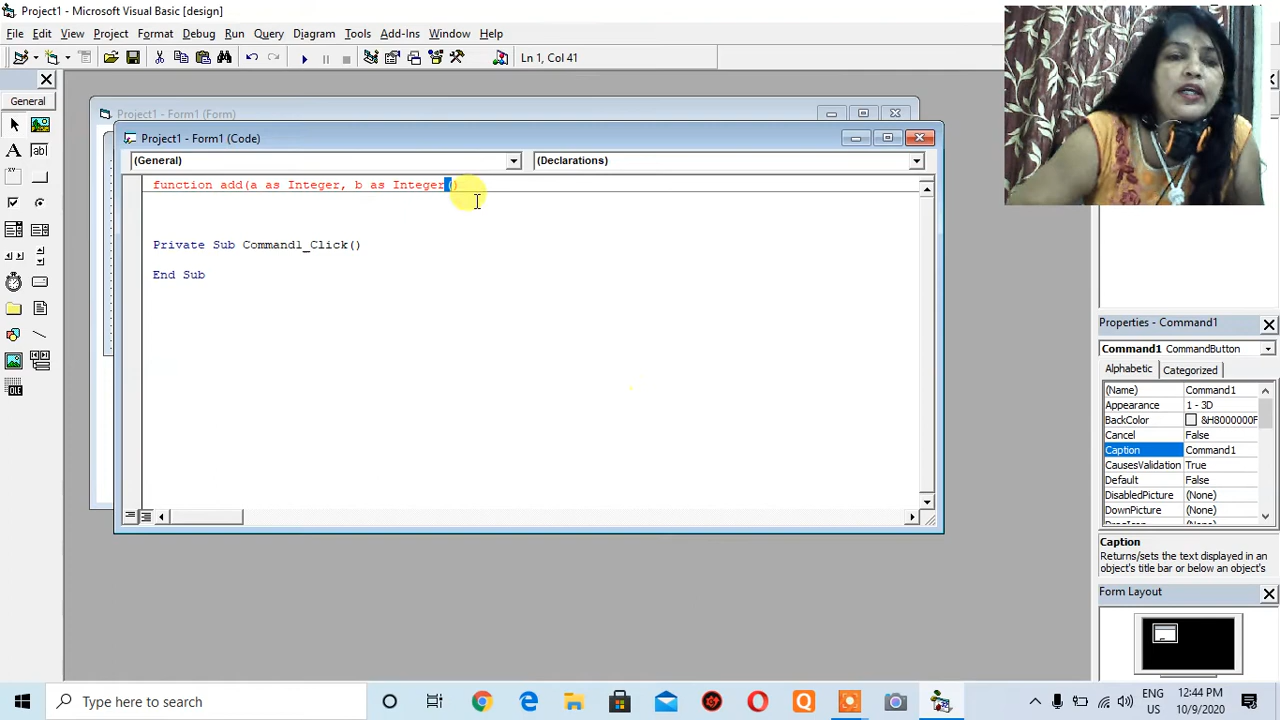 Project1 - Microsoft Visual Basic [design]
File Edit View Project Format Debug Run Query Diagram Tools Add-Ins Window Help
Ln 1, Col 41
General
Project1 - Form1 (Form)
Project1 - Form1 (Code)
(General) (Declarations)
function add(a as Integer, b as Integer()
Private Sub Command1_Click()
End Sub
A ab
OLE
Properties - Command1
Command1 CommandButton
Alphabetic Categorized
(Name) Command1
Appearance 1 - 3D
BackColor &H8000000F
Cancel False
Caption Command1
CausesValidation True
Default False
DisabledPicture (None)
DownPicture (None)
Caption
Returns/sets the text displayed in an
object's title bar or below an object's
Form Layout
Type here to search
ENG
US
12:44 PM
10/9/2020